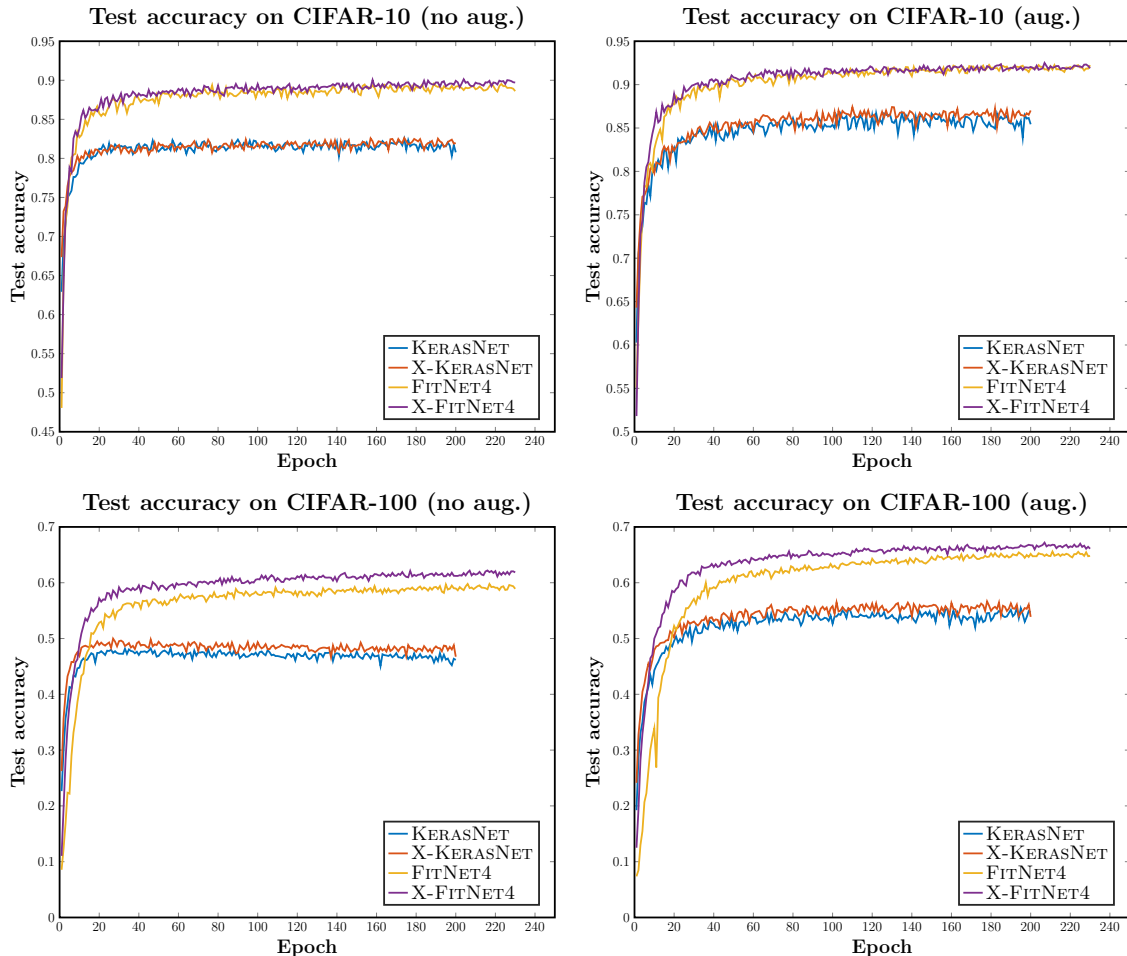 Test accuracy on CIFAR-10 (no aug.)
Test accuracy
0.95
0.9
0.85
0.8
0.75
0.7
0.65
0.6
0.55
0.5
0.45
KERASNET
X-KERASNET
FITNET4
X-FITNET4
0 20 40 60 80 100 120 140 160 180 200 220 240
Epoch
Test accuracy on CIFAR-10 (aug.)
Test accuracy
0.95
0.9
0.85
0.8
0.75
0.7
0.65
0.6
0.55
0.5
KERASNET
X-KERASNET
FITNET4
X-FITNET4
0 20 40 60 80 100 120 140 160 180 200 220 240
Epoch
Test accuracy on CIFAR-100 (no aug.)
Test accuracy
0.7
0.6
0.5
0.4
0.3
0.2
0.1
0
KERASNET
X-KERASNET
FITNET4
X-FITNET4
0 20 40 60 80 100 120 140 160 180 200 220 240
Epoch
Test accuracy on CIFAR-100 (aug.)
Test accuracy
0.7
0.6
0.5
0.4
0.3
0.2
0.1
0
KERASNET
X-KERASNET
FITNET4
X-FITNET4
0 20 40 60 80 100 120 140 160 180 200 220 240
Epoch